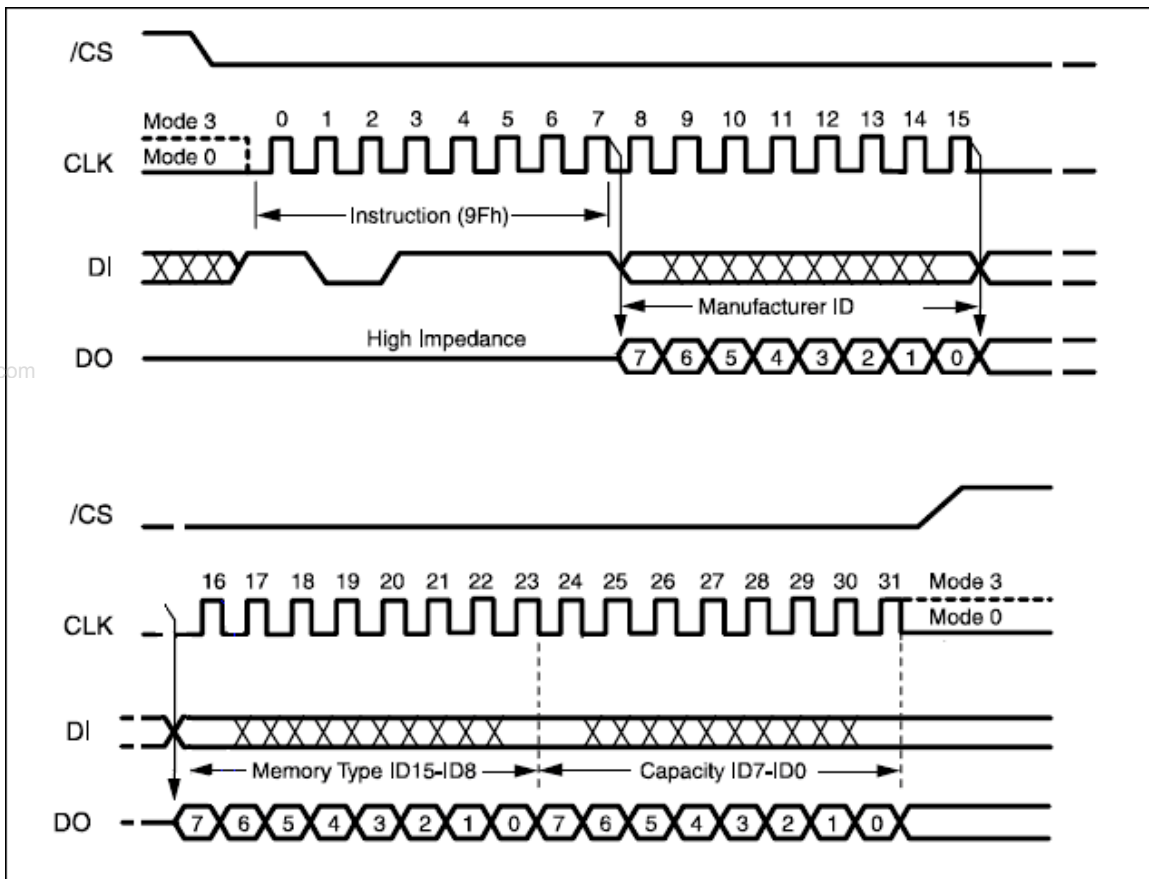 /CS
Mode 3
0 1 2 3 4 5 6 7 8 9 10 11 12 13 14 15
CLK
Mode 0
Instruction (9Fh)
DI
Manufacturer ID
High Impedance
DO
7 6 5 4 3 2 1 0
com
/CS
16 17 18 19 20 21 22 23 24 25 26 27 28 29 30 31
Mode 3
CLK
Mode 0
DI
Memory Type ID15-ID8
Capacity ID7-ID0
DO
7 6 5 4 3 2 1 0 7 6 5 4 3 2 1 0